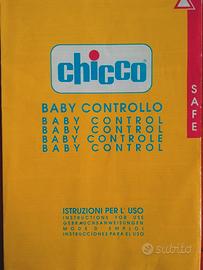 chicco
SAFE
BABY CONTROLLO
BABY CONTROL
BABY CONTROL
BABY CONTROLE
BABY CONTROL
ISTRUZIONI PER L' USO
INSTRUCTIONS FOR USE
GEBRAUCHSANWEISUNGEN
MODE D' EMPLOI
INSTRUCCIONES PARA EL USO
subito